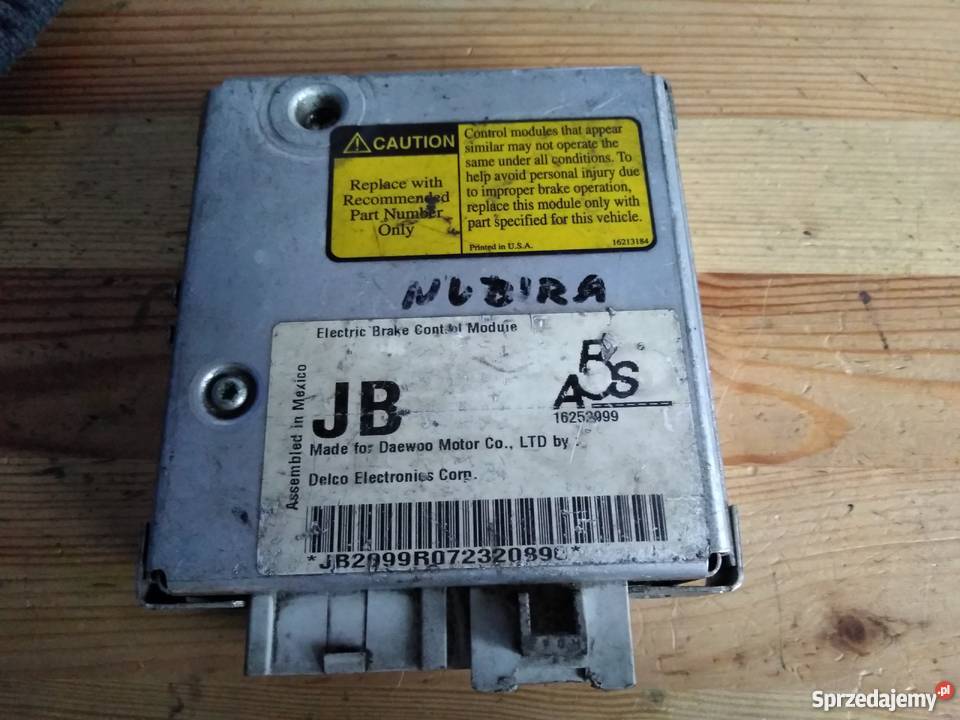 CAUTION
Replace with
Recommended
Part Number
Only
Control modules that appear
similar may not operate the
same under all conditions. To
help avoid personal injury due
to improper brake operation,
replace this module only with
part specified for this vehicle.
Printed in U.S.A.
16213184
NUBIRA
Electric Brake Control Module
Assembled in Mexico
JB
ABS
16252999
Made for Daewoo Motor Co., LTD by
Delco Electronics Corp.
Sprzedajemy.pl